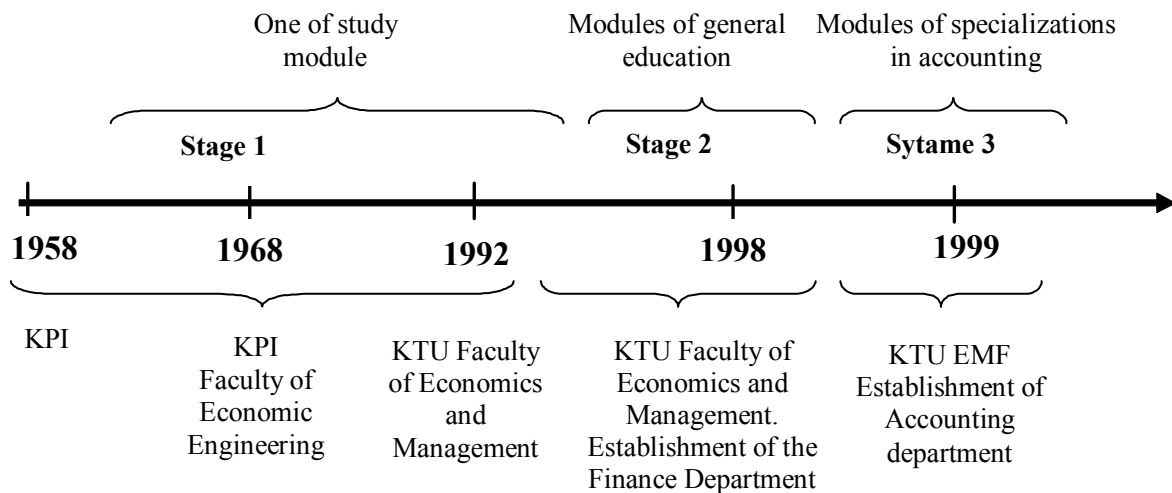 One of study
module
Modules of general
education
Modules of specializations
in accounting
Stage 1
Stage 2
Sytame 3
1958
1968
1992
1998
1999
KPI
KPI
Faculty of
Economic
Engineering
KTU Faculty
of Economics
and
Management
KTU Faculty of
Economics and
Management.
Establishment of the
Finance Department
KTU EMF
Establishment of
Accounting
department